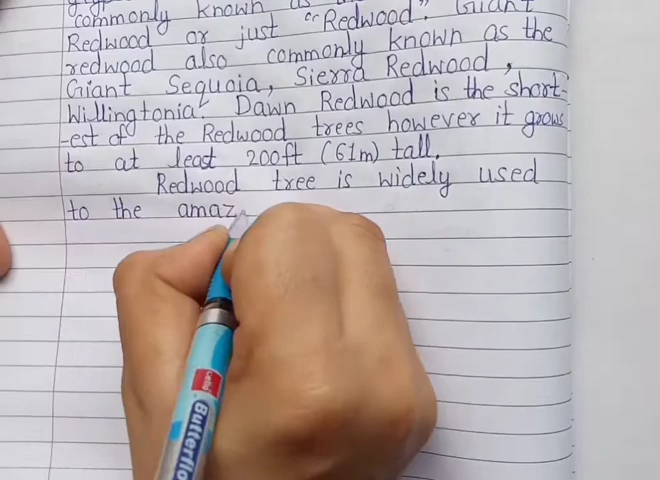 commonly known as
"Redwood". Giant
Redwood or just
redwood also commonly known as the
Giant Sequoia, Sierra Redwood,
Willingtonia. Dawn Redwood is the short-
-est of the Redwood trees however it grows
to at least 200ft (61m) tall.
Redwood tree is widely used
to the amaz
cello
Butterflo